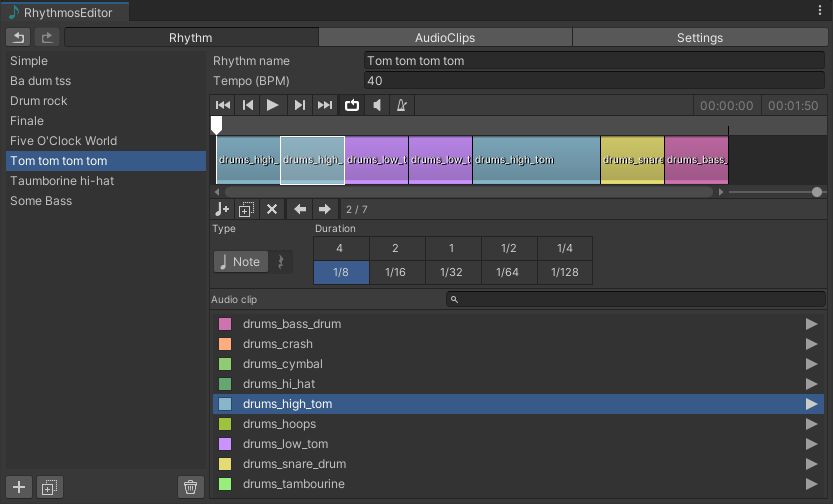 RhythmosEditor
Rhythm
AudioClips
Settings
Simple
Ba dum tss
Drum rock
Finale
Five O'Clock World
Tom tom tom tom
Taumborine hi-hat
Some Bass
Rhythm name
Tom tom tom tom
Tempo (BPM)
40
00:00:00
00:01:50
drums_high_
drums_high_
drums_low_t
drums_low_t
drums_high_tom
drums_snare
drums_bass_
2 / 7
Type
Duration
Note
4 2 1 1/2 1/4
1/8 1/16 1/32 1/64 1/128
Audio clip
drums_bass_drum
drums_crash
drums_cymbal
drums_hi_hat
drums_high_tom
drums_hoops
drums_low_tom
drums_snare_drum
drums_tambourine